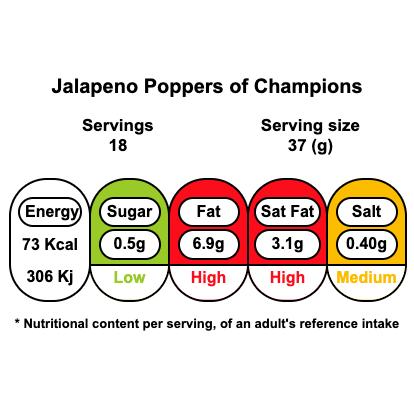 Jalapeno Poppers of Champions
Servings Serving size
18 37 (g)
Energy Sugar Fat Sat Fat Salt
73 Kcal 0.5g 6.9g 3.1g 0.40g
306 Kj Low High High Medium
* Nutritional content per serving, of an adult's reference intake